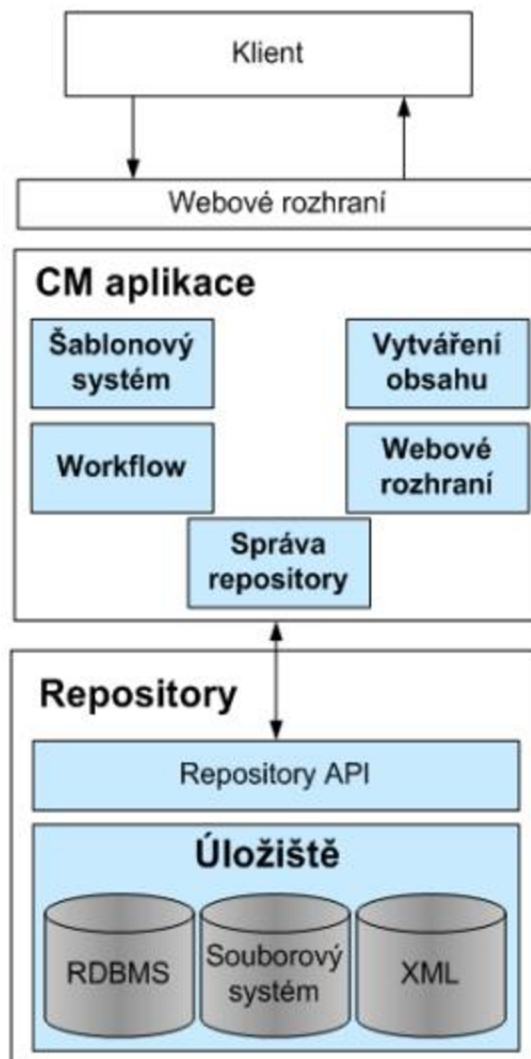 Klient
Webové rozhraní
CM aplikace
Šablonový
systém
Vytváření
obsahu
Workflow
Webové
rozhraní
Správa
repository
Repository
Repository API
Úložiště
RDBMS
Souborový
systém
XML